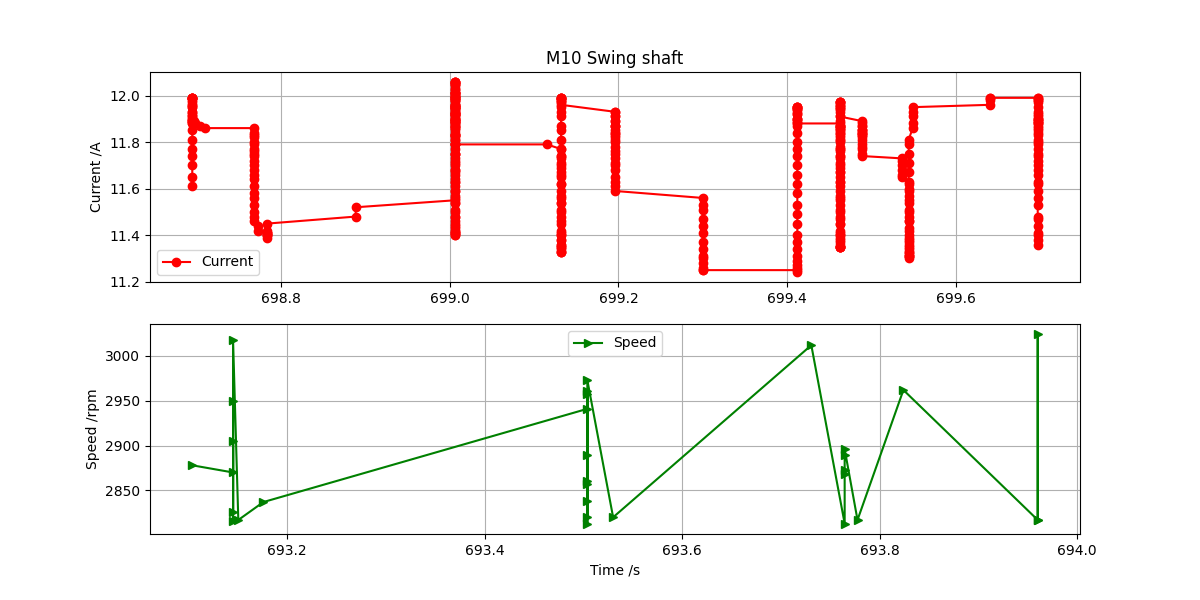 M10 Swing shaft
Current /A
12.0
11.8
11.6
11.4
11.2
Current
698.8 699.0 699.2 699.4 699.6
Speed /rpm
3000
2950
2900
2850
Speed
693.2 693.4 693.6 693.8 694.0
Time /s